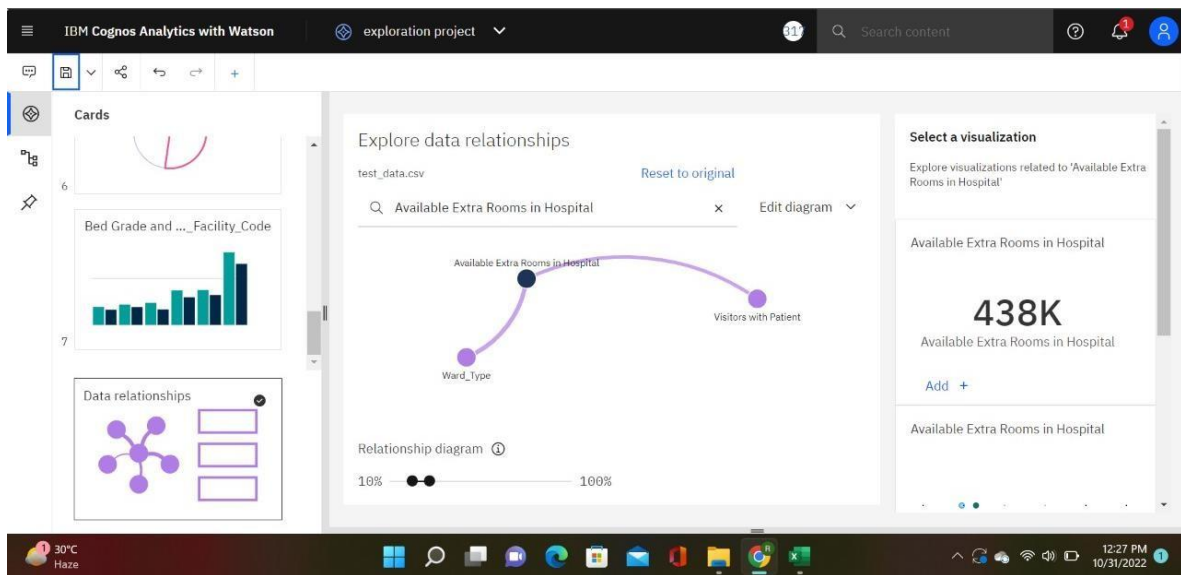 IBM Cognos Analytics with Watson
exploration project
31?
Search content
1
Cards
6
Bed Grade and ..._Facility_Code
7
Data relationships
Explore data relationships
test_data.csv
Reset to original
Available Extra Rooms in Hospital
Edit diagram
Available Extra Rooms in Hospital
Visitors with Patient
Ward_Type
Relationship diagram
10%
100%
Select a visualization
Explore visualizations related to 'Available Extra
Rooms in Hospital'
Available Extra Rooms in Hospital
438K
Available Extra Rooms in Hospital
Add +
Available Extra Rooms in Hospital
1
30°C
Haze
12:27 PM
10/31/2022
1